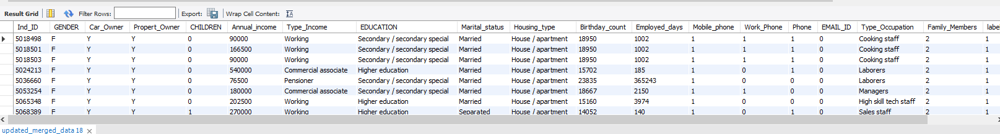 Result Grid Filter Rows: Export: Wrap Cell Content: IA
Ind_ID GENDER Car_Owner Propert_Owner CHILDREN Annual_income Type_Income EDUCATION Marital_status Housing_type Birthday_count Employed_days Mobile_phone Work_Phone Phone EMAIL_ID Type_Occupation Family_Members label
5018498 F Y Y 0 90000 Working Secondary / secondary special Married House / apartment 18950 1002 1 1 1 0 Cooking staff 2 1
5018501 F Y Y 0 166500 Working Secondary / secondary special Married House / apartment 18950 1002 1 1 1 0 Cooking staff 2 1
5018503 F Y Y 0 90000 Working Secondary / secondary special Married House / apartment 18950 1002 1 1 1 0 Cooking staff 2 1
5024213 F Y Y 0 540000 Commercial associate Higher education Married House / apartment 15702 185 1 0 1 0 Laborers 2 1
5036660 F Y Y 0 76500 Pensioner Secondary / secondary special Married House / apartment 23835 365243 1 0 0 0 Laborers 2 1
5053254 F Y Y 0 180000 Commercial associate Secondary / secondary special Married House / apartment 18667 2150 1 1 0 0 Managers 2 1
5065348 F Y Y 0 202500 Working Higher education Married House / apartment 15160 3974 1 0 0 0 High skill tech staff 2 1
5068389 F Y Y 1 270000 Working Higher education Separated House / apartment 14052 140 1 0 1 0 Sales staff 2 1
updated_merged_data 18